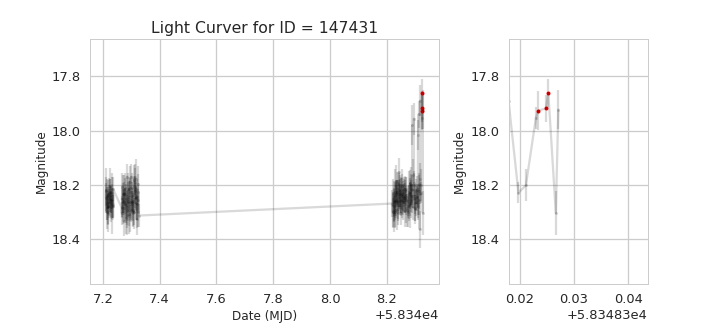 Light Curver for ID = 147431
Magnitude
17.8
18.0
18.2
18.4
7.2 7.4 7.6 7.8 8.0 8.2
Date (MJD)
+5.834e4
Magnitude
17.8
18.0
18.2
18.4
0.02 0.03 0.04
+5.83483e4